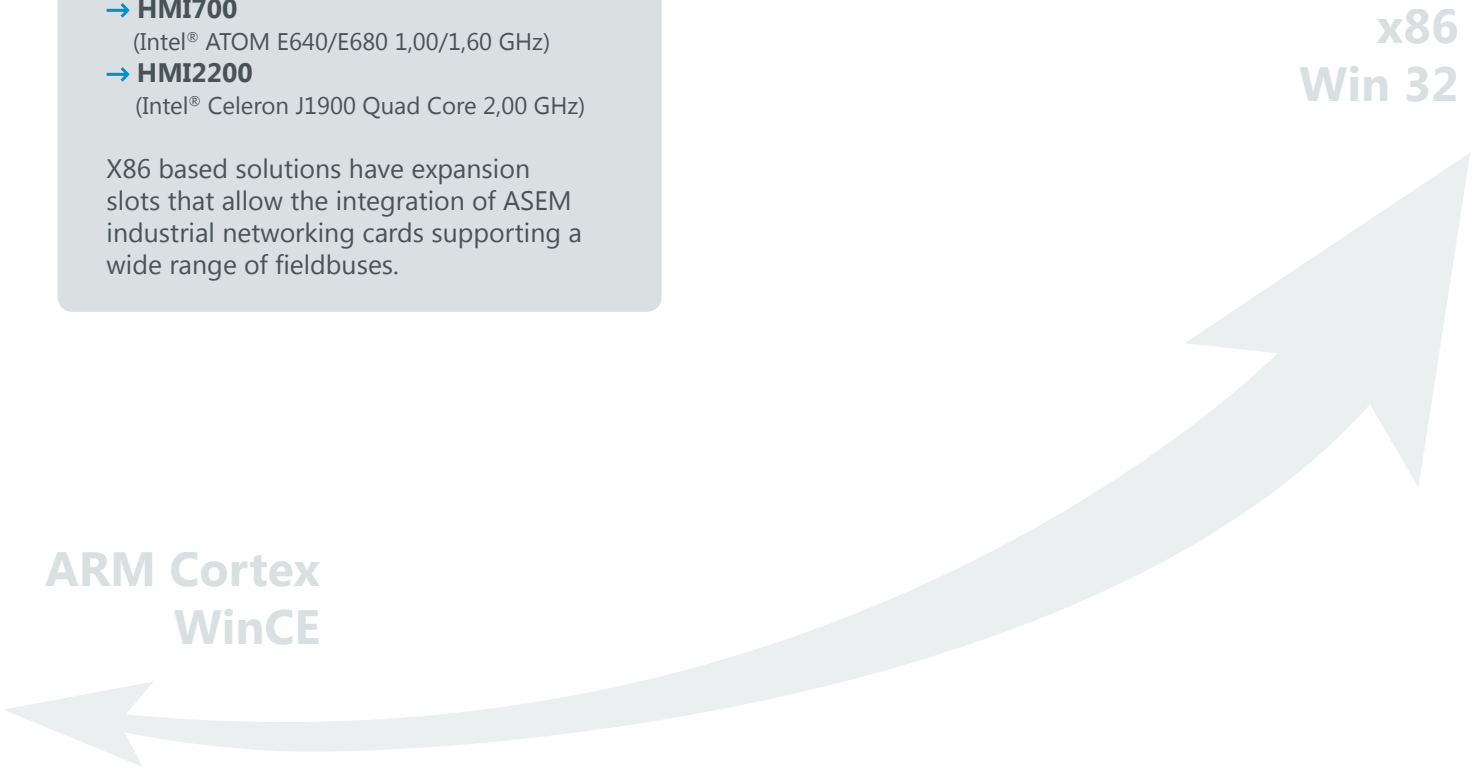 → HMI700
(Intel® ATOM E640/E680 1,00/1,60 GHz)
→ HMI2200
(Intel® Celeron J1900 Quad Core 2,00 GHz)
X86 based solutions have expansion
slots that allow the integration of ASEM
industrial networking cards supporting a
wide range of fieldbuses.
x86
Win 32
ARM Cortex
WinCE